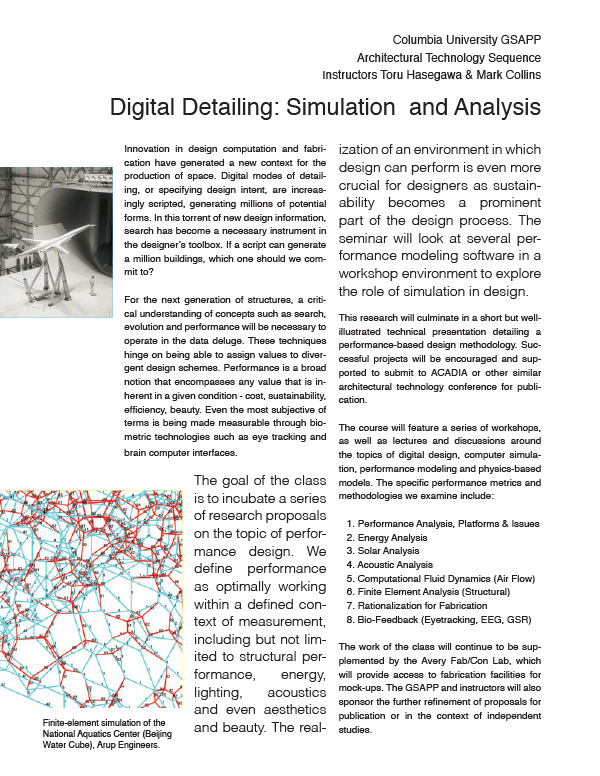 Columbia University GSAPP
Architectural Technology Sequence
Instructors Toru Hasegawa & Mark Collins
Digital Detailing: Simulation and Analysis
Innovation in design computation and fabri-
cation have generated a new context for the
production of space. Digital modes of detail-
ing, or specifying design intent, are increas-
ingly scripted, generating millions of potential
forms. In this torrent of new design information,
search has become a necessary instrument in
the designer's toolbox. If a script can generate
a million buildings, which one should we com-
mit to?
For the next generation of structures, a criti-
cal understanding of concepts such as search,
evolution and performance will be necessary to
operate in the data deluge. These techniques
hinge on being able to assign values to diver-
gent design schemes. Performance is a broad
notion that encompasses any value that is in-
herent in a given condition - cost, sustainability,
efficiency, beauty. Even the most subjective of
terms is being made measurable through bio-
metric technologies such as eye tracking and
brain computer interfaces.
The goal of the class
is to incubate a series
of research proposals
on the topic of perfor-
mance design. We
define performance
as optimally working
within a defined con-
text of measurement,
including but not lim-
ited to structural per-
formance, energy,
lighting, acoustics
and even aesthetics
and beauty. The real-
ization of an environment in which
design can perform is even more
crucial for designers as sustain-
ability becomes a prominent
part of the design process. The
seminar will look at several per-
formance modeling software in a
workshop environment to explore
the role of simulation in design.
This research will culminate in a short but well-
illustrated technical presentation detailing a
performance-based design methodology. Suc-
cessful projects will be encouraged and sup-
ported to submit to ACADIA or other similar
architectural technology conference for publi-
cation.
The course will feature a series of workshops,
as well as lectures and discussions around
the topics of digital design, computer simula-
tion, performance modeling and physics-based
models. The specific performance metrics and
methodologies we examine include:
1. Performance Analysis, Platforms & Issues
2. Energy Analysis
3. Solar Analysis
4. Acoustic Analysis
5. Computational Fluid Dynamics (Air Flow)
6. Finite Element Analysis (Structural)
7. Rationalization for Fabrication
8. Bio-Feedback (Eyetracking, EEG, GSR)
The work of the class will continue to be sup-
plemented by the Avery Fab/Con Lab, which
will provide access to fabrication facilities for
mock-ups. The GSAPP and instructors will also
sponsor the further refinement of proposals for
publication or in the context of independent
studies.
Finite-element simulation of the
National Aquatics Center (Beijing
Water Cube), Arup Engineers.